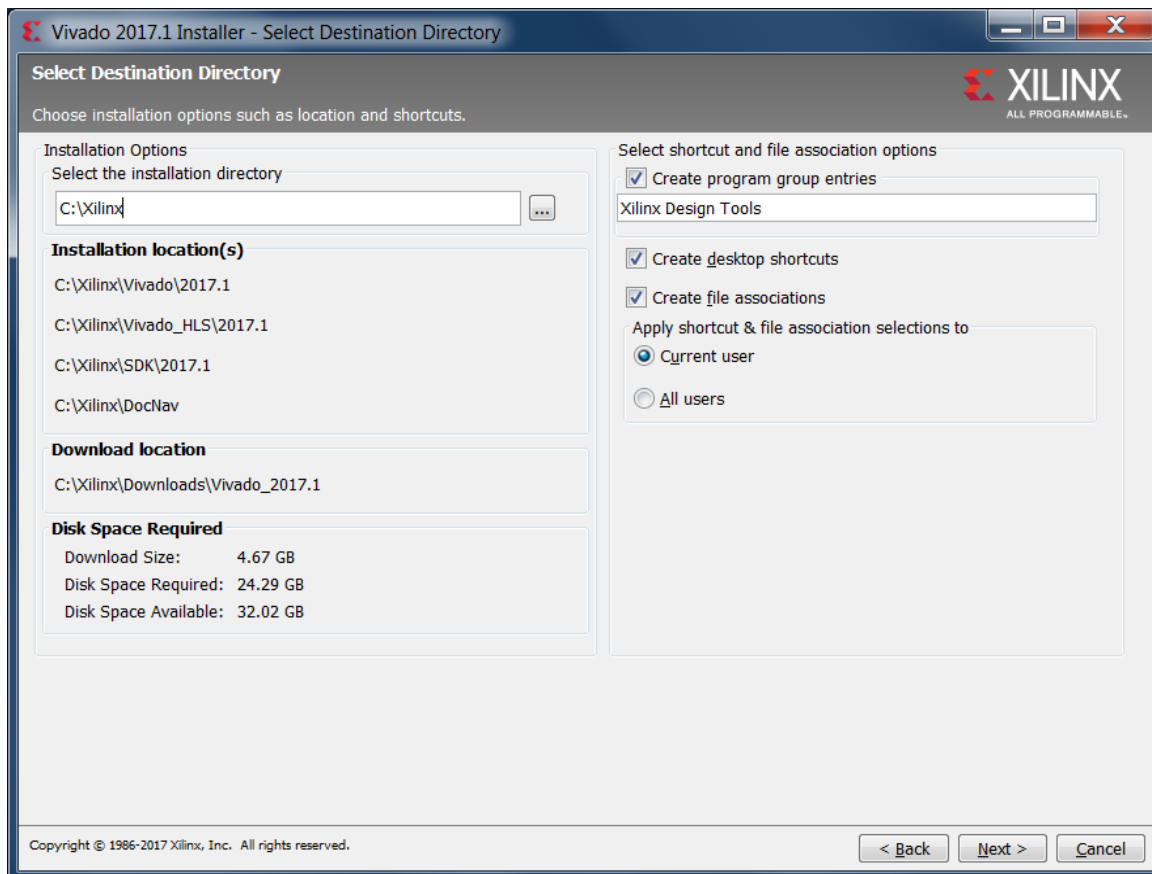 Vivado 2017.1 Installer - Select Destination Directory
Select Destination Directory
Choose installation options such as location and shortcuts.
XILINX
ALL PROGRAMMABLE™
Installation Options
Select the installation directory
C:\Xilinx
...
Installation location(s)
C:\Xilinx\Vivado\2017.1
C:\Xilinx\Vivado_HLS\2017.1
C:\Xilinx\SDK\2017.1
C:\Xilinx\DocNav
Download location
C:\Xilinx\Downloads\Vivado_2017.1
Disk Space Required
Download Size: 4.67 GB
Disk Space Required: 24.29 GB
Disk Space Available: 32.02 GB
Select shortcut and file association options
Create program group entries
Xilinx Design Tools
Create desktop shortcuts
Create file associations
Apply shortcut & file association selections to
Current user
All users
Copyright © 1986-2017 Xilinx, Inc. All rights reserved.
< Back
Next >
Cancel